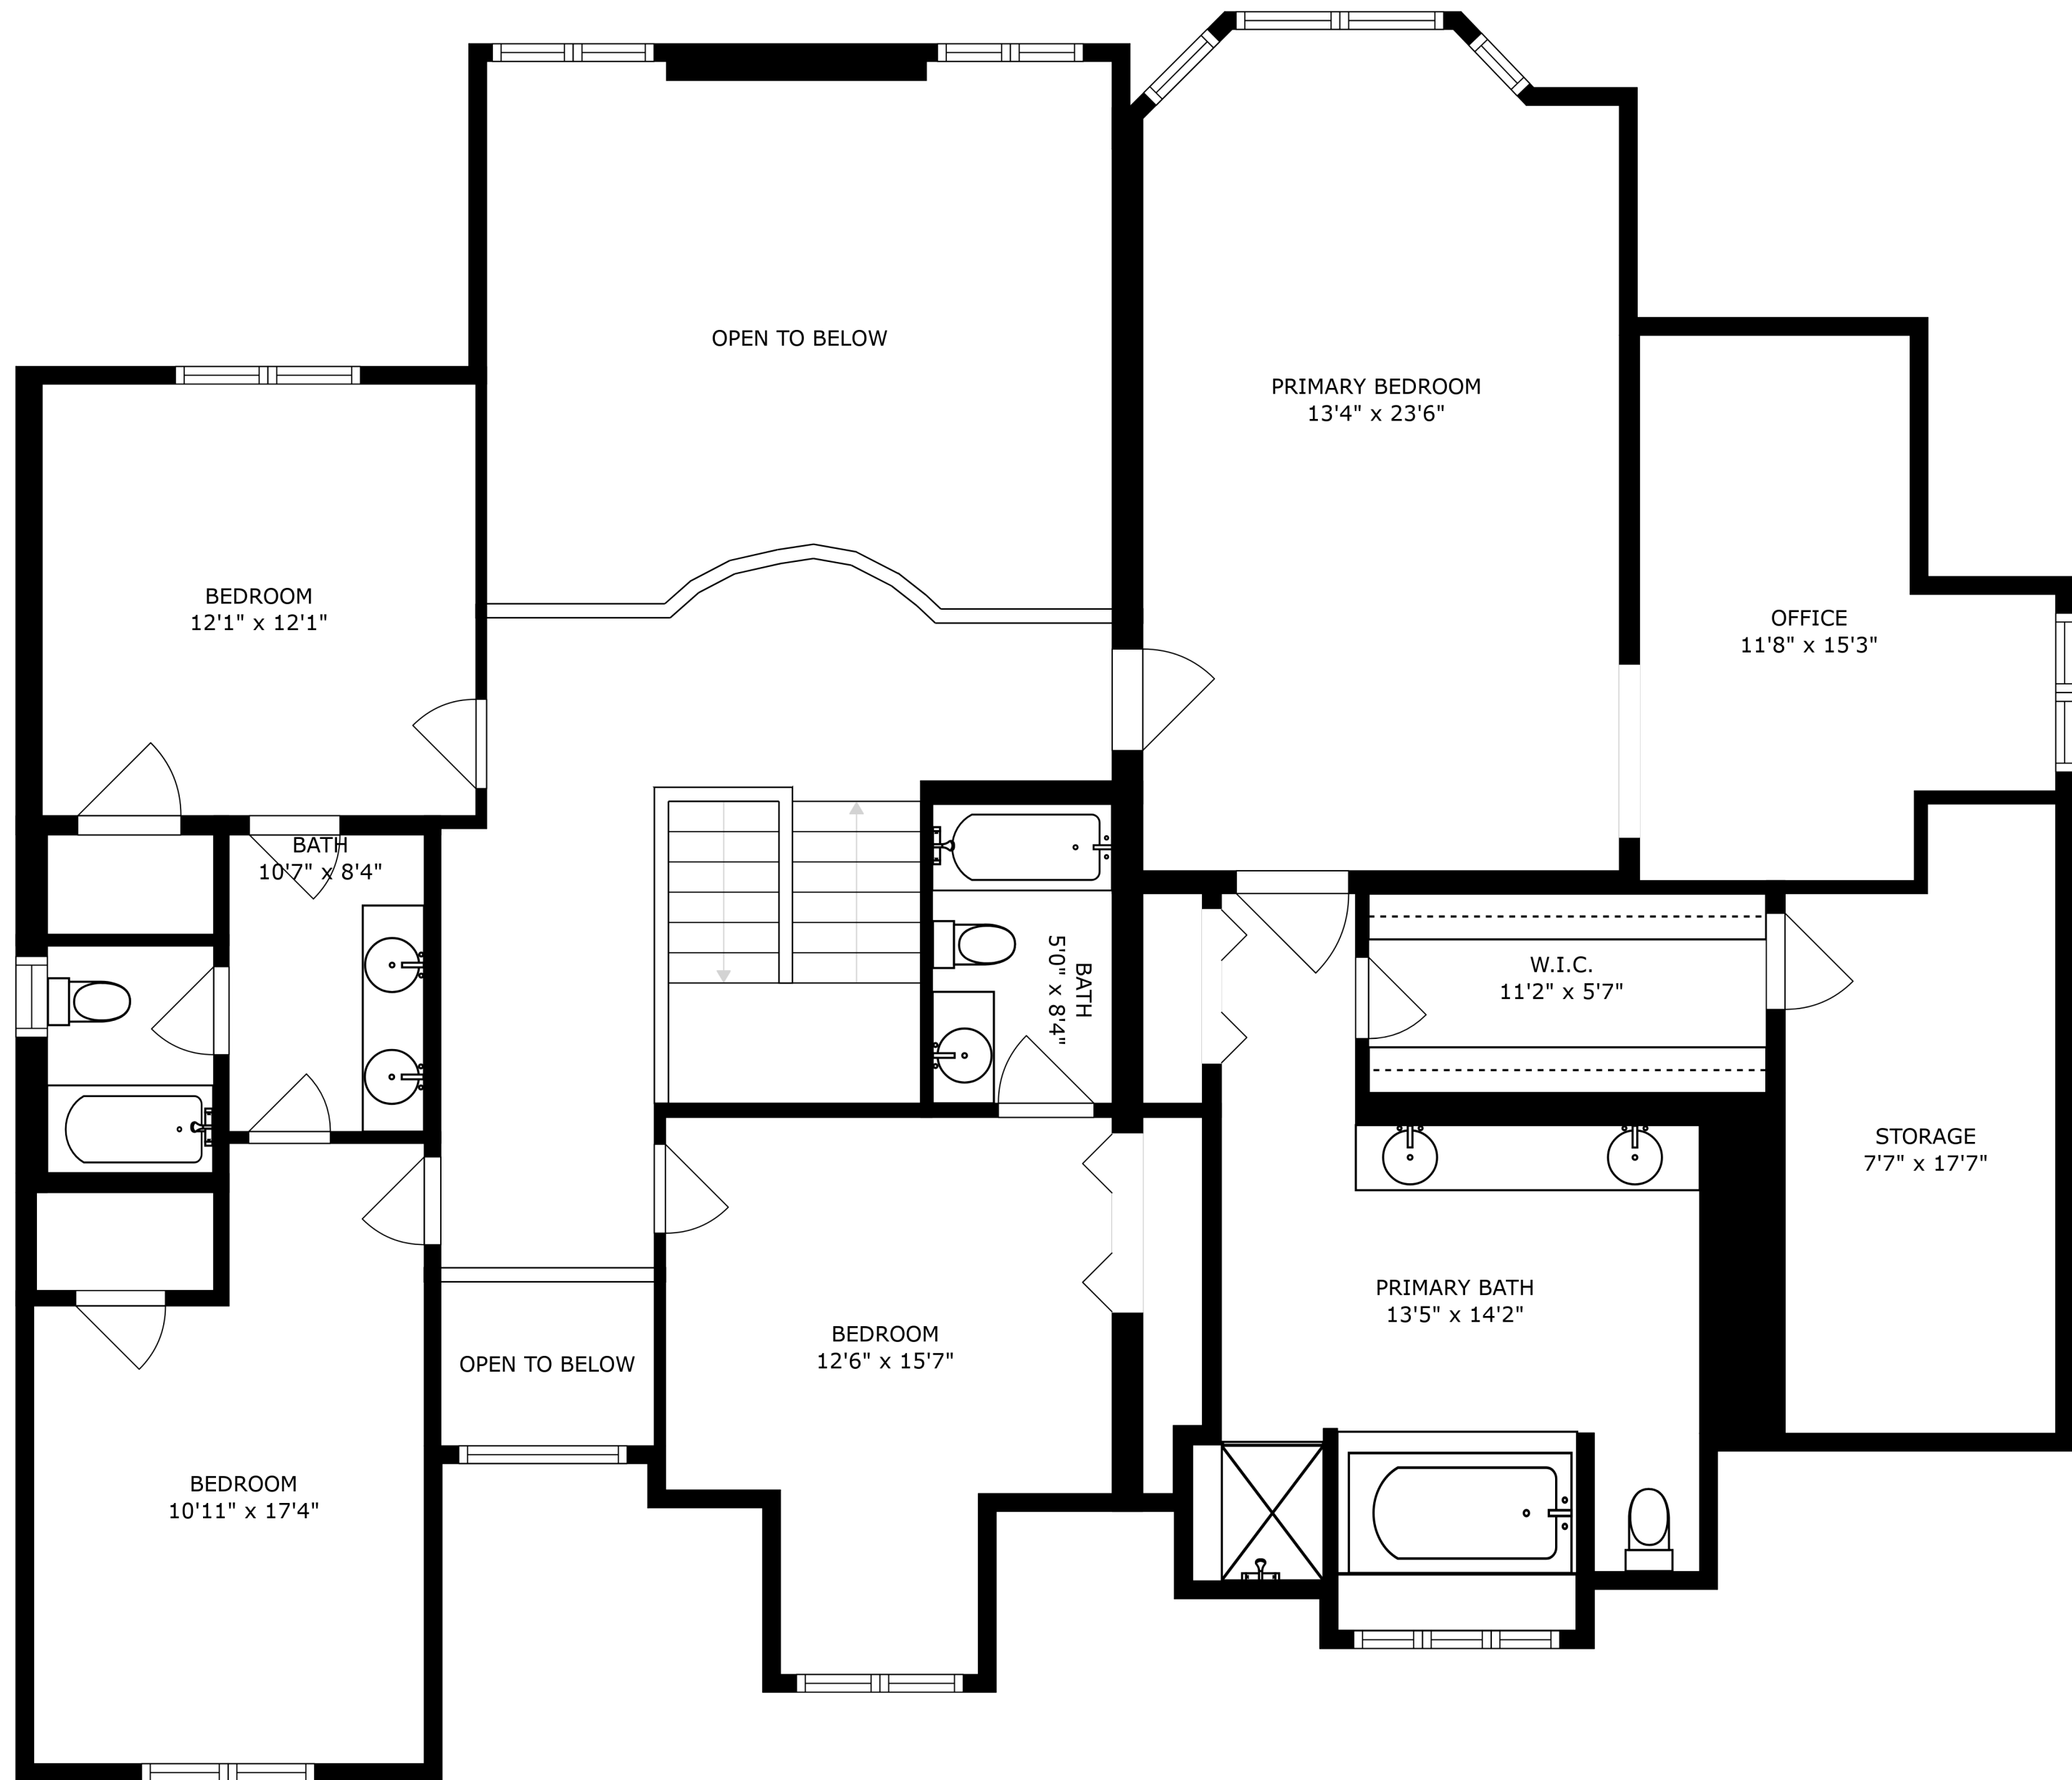 OPEN TO BELOW
PRIMARY BEDROOM
13'4" x 23'6"
BEDROOM
12'1" x 12'1"
OFFICE
11'8" x 15'3"
BATH
10'7" x 8'4"
BATH
5'0" x 8'4"
W.I.C.
11'2" x 5'7"
STORAGE
7'7" x 17'7"
PRIMARY BATH
13'5" x 14'2"
BEDROOM
12'6" x 15'7"
OPEN TO BELOW
BEDROOM
10'11" x 17'4"